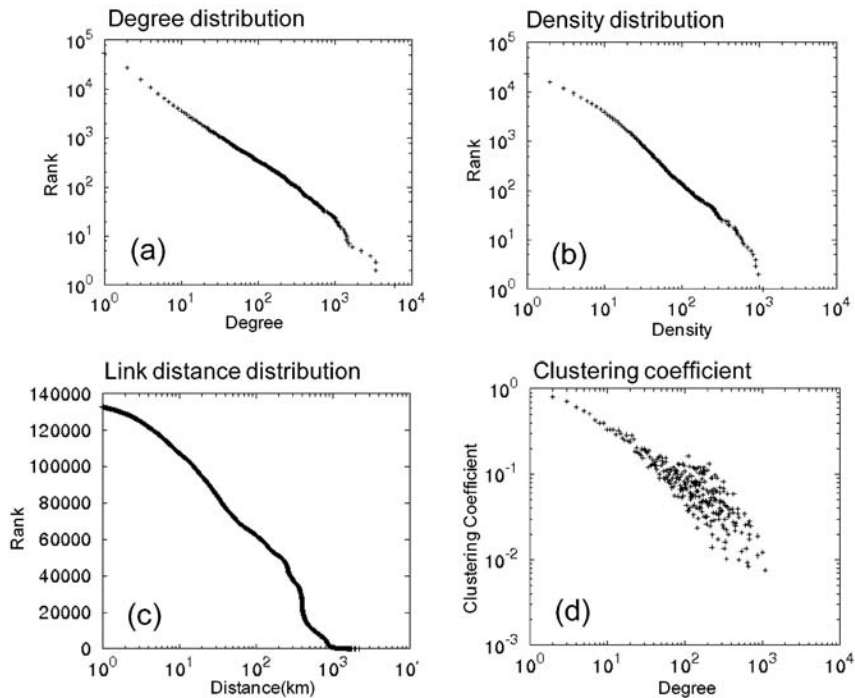 Degree distribution
10^5
10^4
10^3
10^2
10^1
10^0
Rank
(a)
10^0 10^1 10^2 10^3 10^4
Degree
Density distribution
10^5
10^4
10^3
10^2
10^1
10^0
Rank
(b)
10^0 10^1 10^2 10^3 10^4
Density
Link distance distribution
140000
120000
100000
80000
60000
40000
20000
0
Rank
(c)
10^0 10^1 10^2 10^3 10^4
Distance(km)
Clustering coefficient
10^0
10^-1
10^-2
10^-3
Clustering Coefficient
(d)
10^0 10^1 10^2 10^3 10^4
Degree